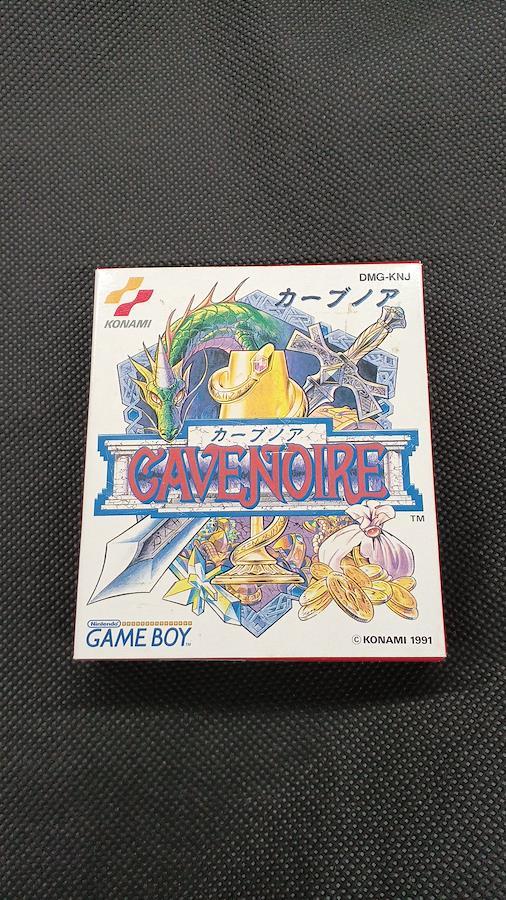 DMG-KNJ
カーブノア
KONAMI
カーブノア
CAVENOIRE
TM
Nintendo
GAME BOY
TM
© KONAMI 1991